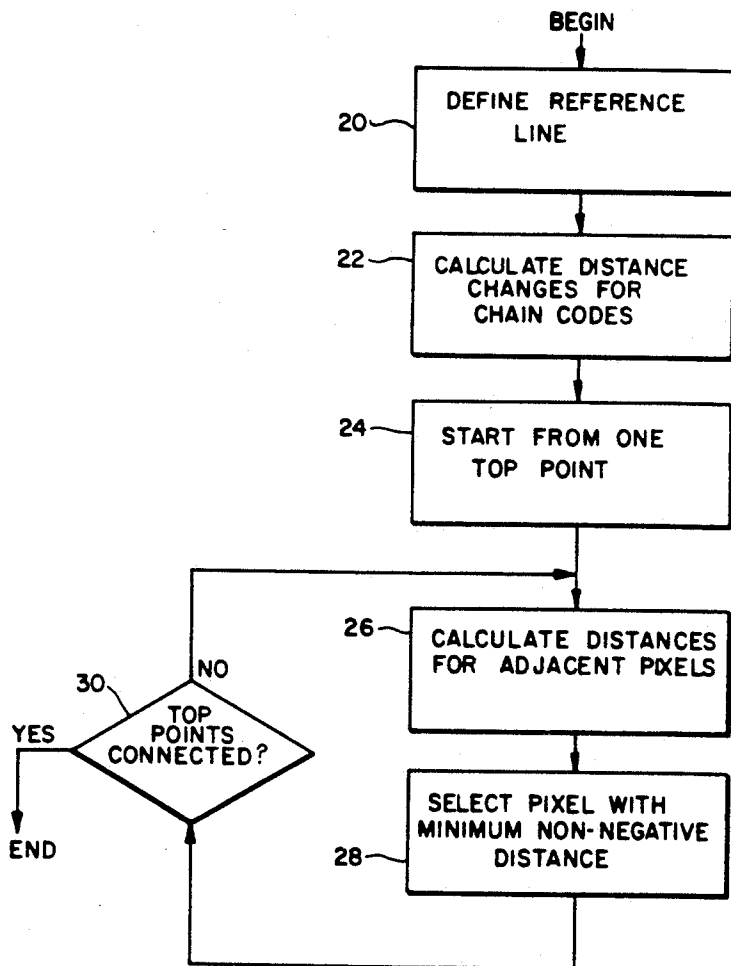 BEGIN
20
DEFINE REFERENCE
LINE
22
CALCULATE DISTANCE
CHANGES FOR
CHAIN CODES
24
START FROM ONE
TOP POINT
26
CALCULATE DISTANCES
FOR ADJACENT PIXELS
NO
30
TOP
POINTS
CONNECTED?
YES
END
SELECT PIXEL WITH
MINIMUM NON-NEGATIVE
DISTANCE
28